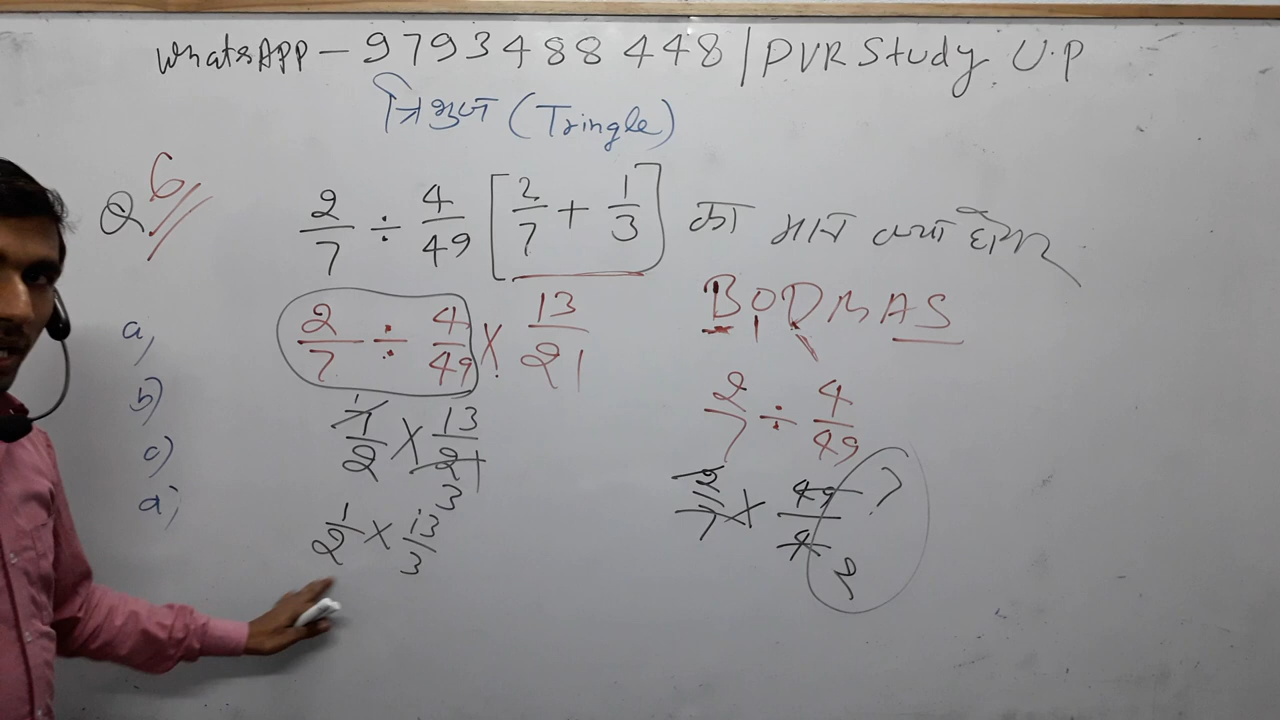 WhatsAPP – 9793488448 | DVR Study U.P
त्रिभुज (Tringle)
Q 6
2/7 ÷ 4/49 [2/7 + 1/3] का मान क्या होगा
2/7 ÷ 4/49 × 13/21
BODMAS
a,
b)
c)
7/2 × 13/21 3
1/2 × 13/3
2/7 ÷ 4/49
2/7 × 49/4 7 2